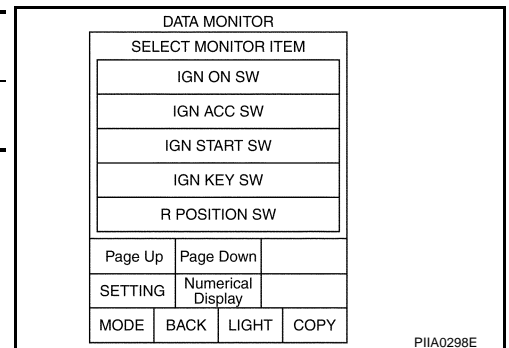 DATA MONITOR
SELECT MONITOR ITEM
IGN ON SW
IGN ACC SW
IGN START SW
IGN KEY SW
R POSITION SW
Page Up
Page Down
SETTING
Numerical
Display
MODE
BACK
LIGHT
COPY
PIIA0298E